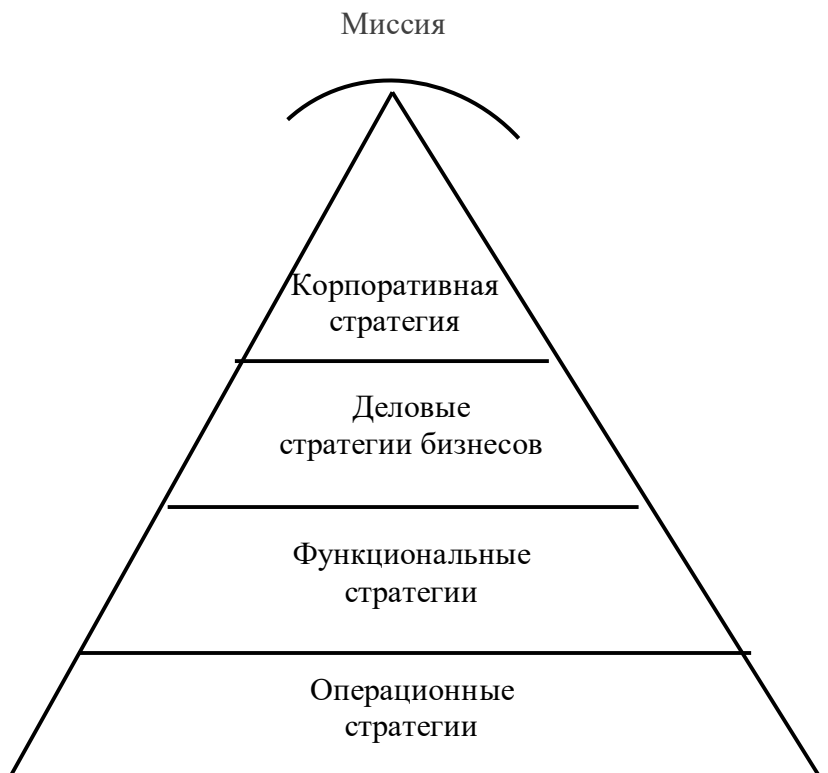 Миссия
Корпоративная
стратегия
Деловые
стратегии бизнесов
Функциональные
стратегии
Операционные
стратегии